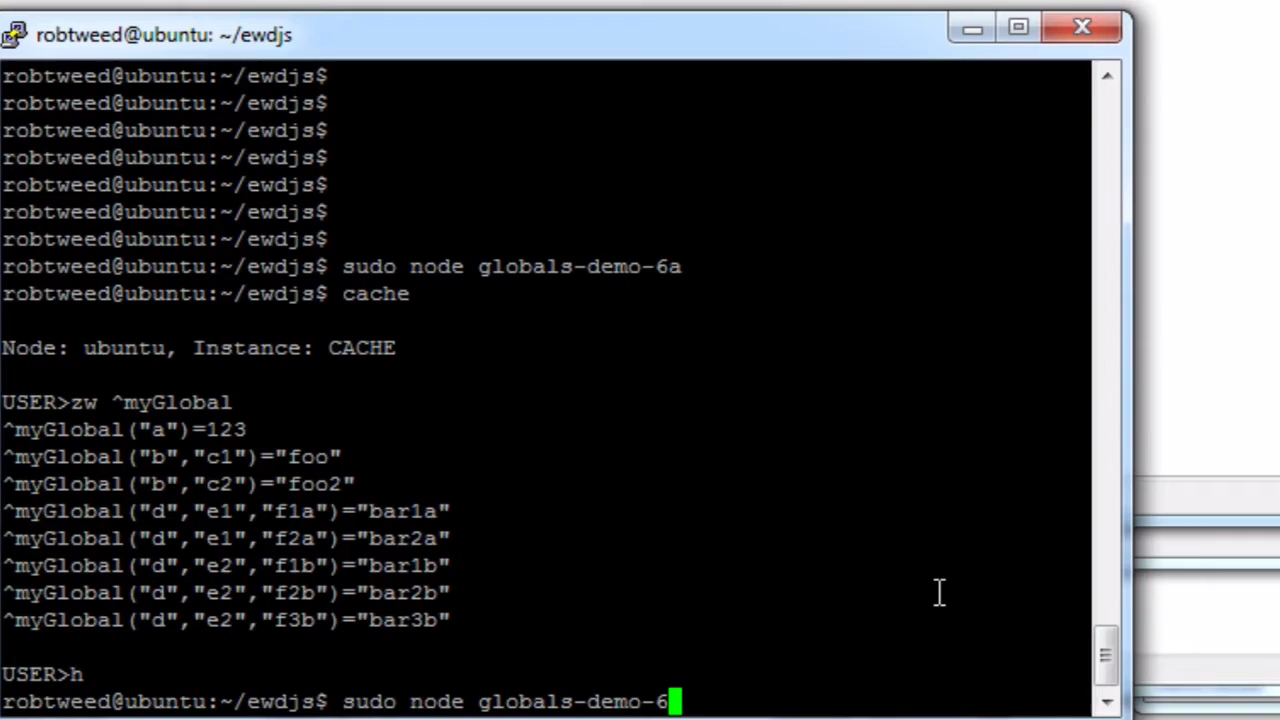 robtweed@ubuntu: ~/ewdjs
robtweed@ubuntu:~/ewdjs$
robtweed@ubuntu:~/ewdjs$
robtweed@ubuntu:~/ewdjs$
robtweed@ubuntu:~/ewdjs$
robtweed@ubuntu:~/ewdjs$
robtweed@ubuntu:~/ewdjs$
robtweed@ubuntu:~/ewdjs$
robtweed@ubuntu:~/ewdjs$ sudo node globals-demo-6a
robtweed@ubuntu:~/ewdjs$ cache
Node: ubuntu, Instance: CACHE
USER>zw ^myGlobal
^myGlobal("a")=123
^myGlobal("b","c1")="foo"
^myGlobal("b","c2")="foo2"
^myGlobal("d","e1","f1a")="bar1a"
^myGlobal("d","e1","f2a")="bar2a"
^myGlobal("d","e2","f1b")="bar1b"
^myGlobal("d","e2","f2b")="bar2b"
^myGlobal("d","e2","f3b")="bar3b"
USER>h
robtweed@ubuntu:~/ewdjs$ sudo node globals-demo-6